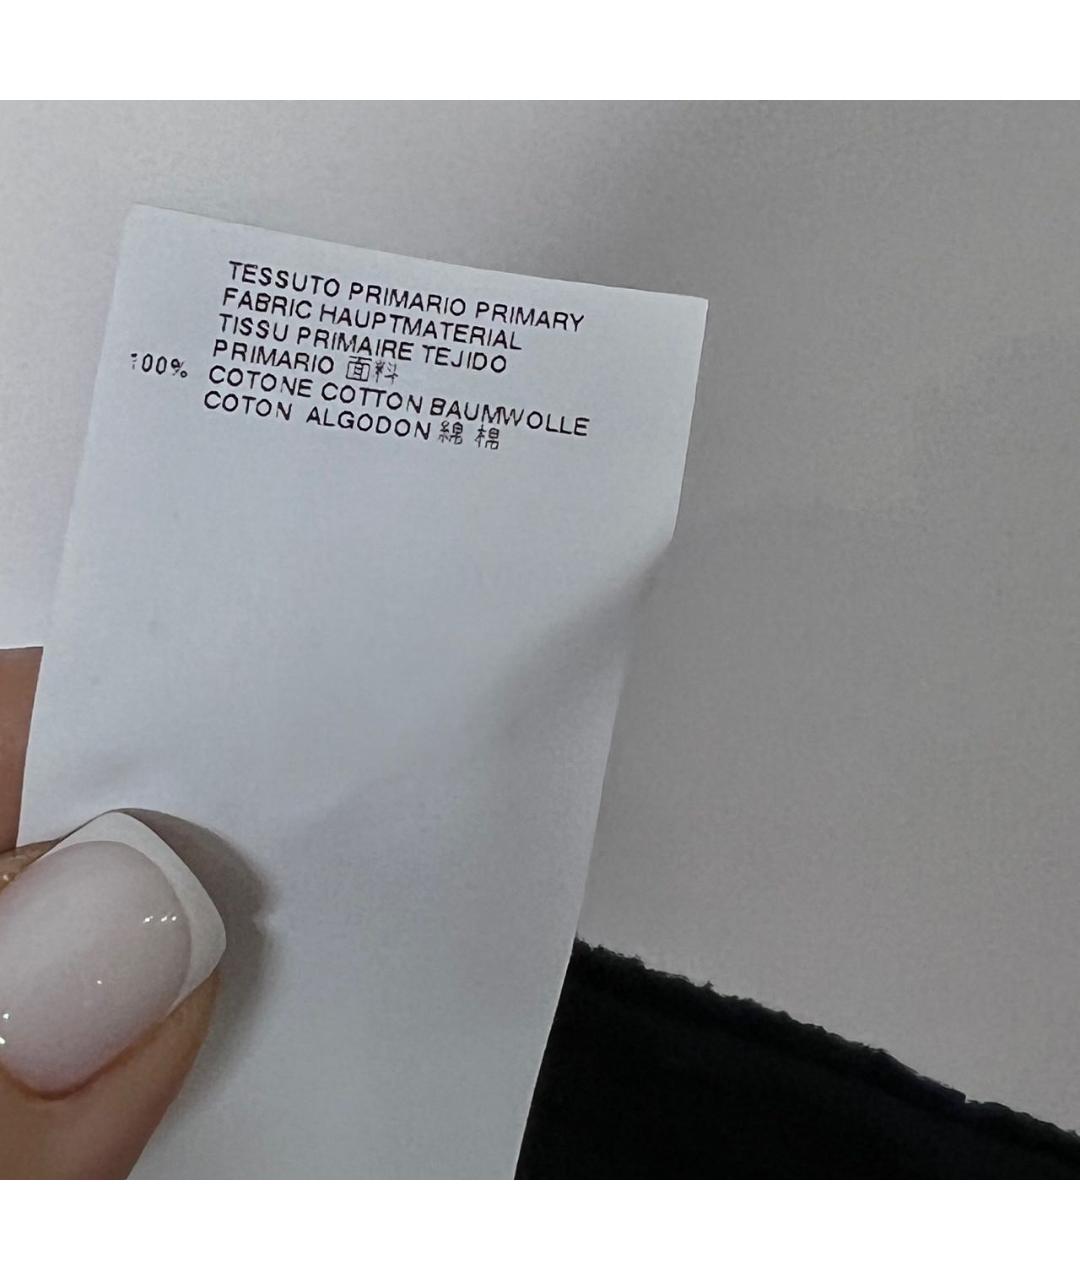 TESSUTO PRIMARIO PRIMARY
FABRIC HAUPTMATERIAL
TISSU PRIMAIRE TEJIDO
PRIMARIO 面料
100% COTONE COTTON BAUMWOLLE
COTON ALGODON 綿 棉